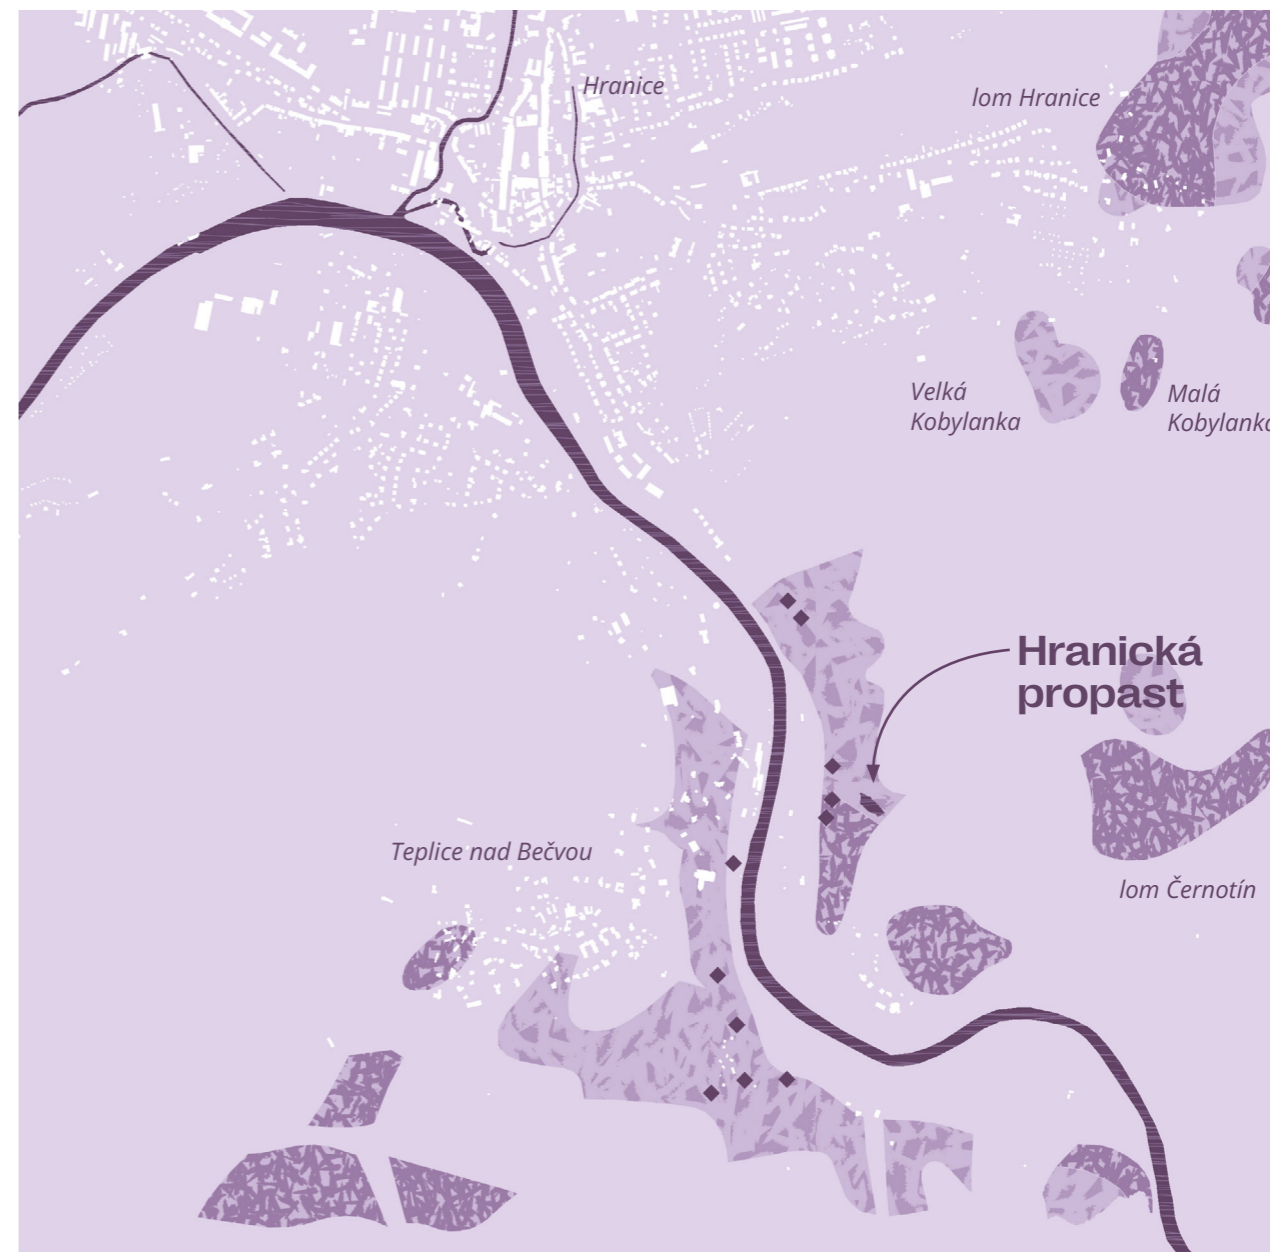 Hranice
lom Hranice
Velká
Kobylanka
Malá
Kobylanka
Hranická
propast
Teplice nad Bečvou
lom Černotín